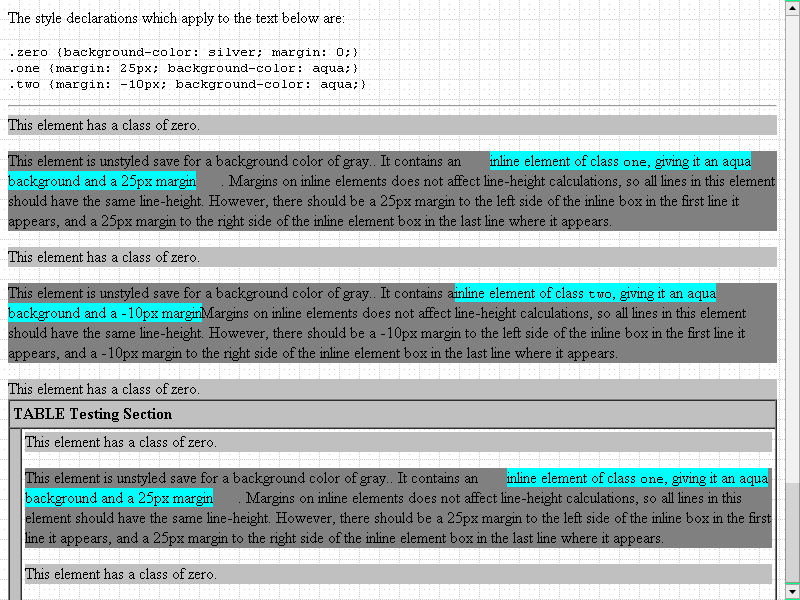 The style declarations which apply to the text below are:
.zero {background-color: silver; margin: 0;}
.one {margin: 25px; background-color: aqua;}
.two {margin: -10px; background-color: aqua;}
This element has a class of zero.
This element is unstyled save for a background color of gray.. It contains an inline element of class one, giving it an aqua
background and a 25px margin. Margins on inline elements does not affect line-height calculations, so all lines in this element
should have the same line-height. However, there should be a 25px margin to the left side of the inline box in the first line it
appears, and a 25px margin to the right side of the inline element box in the last line where it appears.
This element has a class of zero.
This element is unstyled save for a background color of gray.. It contains a inline element of class two, giving it an aqua
background and a -10px margin Margins on inline elements does not affect line-height calculations, so all lines in this element
should have the same line-height. However, there should be a -10px margin to the left side of the inline box in the first line it
appears, and a -10px margin to the right side of the inline element box in the last line where it appears.
This element has a class of zero.
TABLE Testing Section
This element has a class of zero.
This element is unstyled save for a background color of gray.. It contains an inline element of class one, giving it an aqua
background and a 25px margin. Margins on inline elements does not affect line-height calculations, so all lines in this
element should have the same line-height. However, there should be a 25px margin to the left side of the inline box in the first
line it appears, and a 25px margin to the right side of the inline element box in the last line where it appears.
This element has a class of zero.